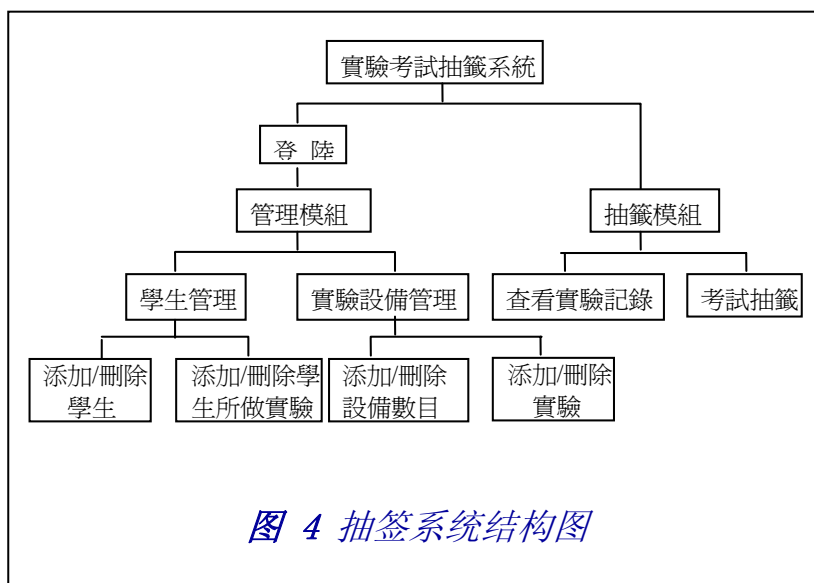 實驗考試抽籤系統
登 陸
管理模組
抽籤模組
學生管理
實驗設備管理
查看實驗記錄
考試抽籤
添加/刪除
學生
添加/刪除學
生所做實驗
添加/刪除
設備數目
添加/刪除
實驗
图 4 抽签系统结构图